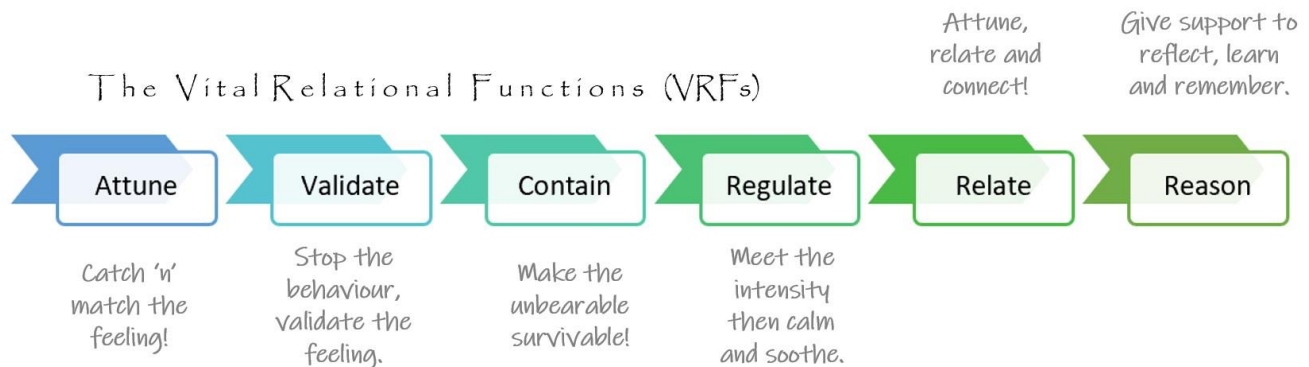 Attune,
relate and
connect!
Give support to
reflect, learn
and remember.
The Vital Relational Functions (VRFs)
Attune
Validate
Contain
Regulate
Relate
Reason
Catch ‘n’
match the
feeling!
Stop the
behaviour,
validate the
feeling.
Make the
unbearable
survivable!
Meet the
intensity
then calm
and soothe.